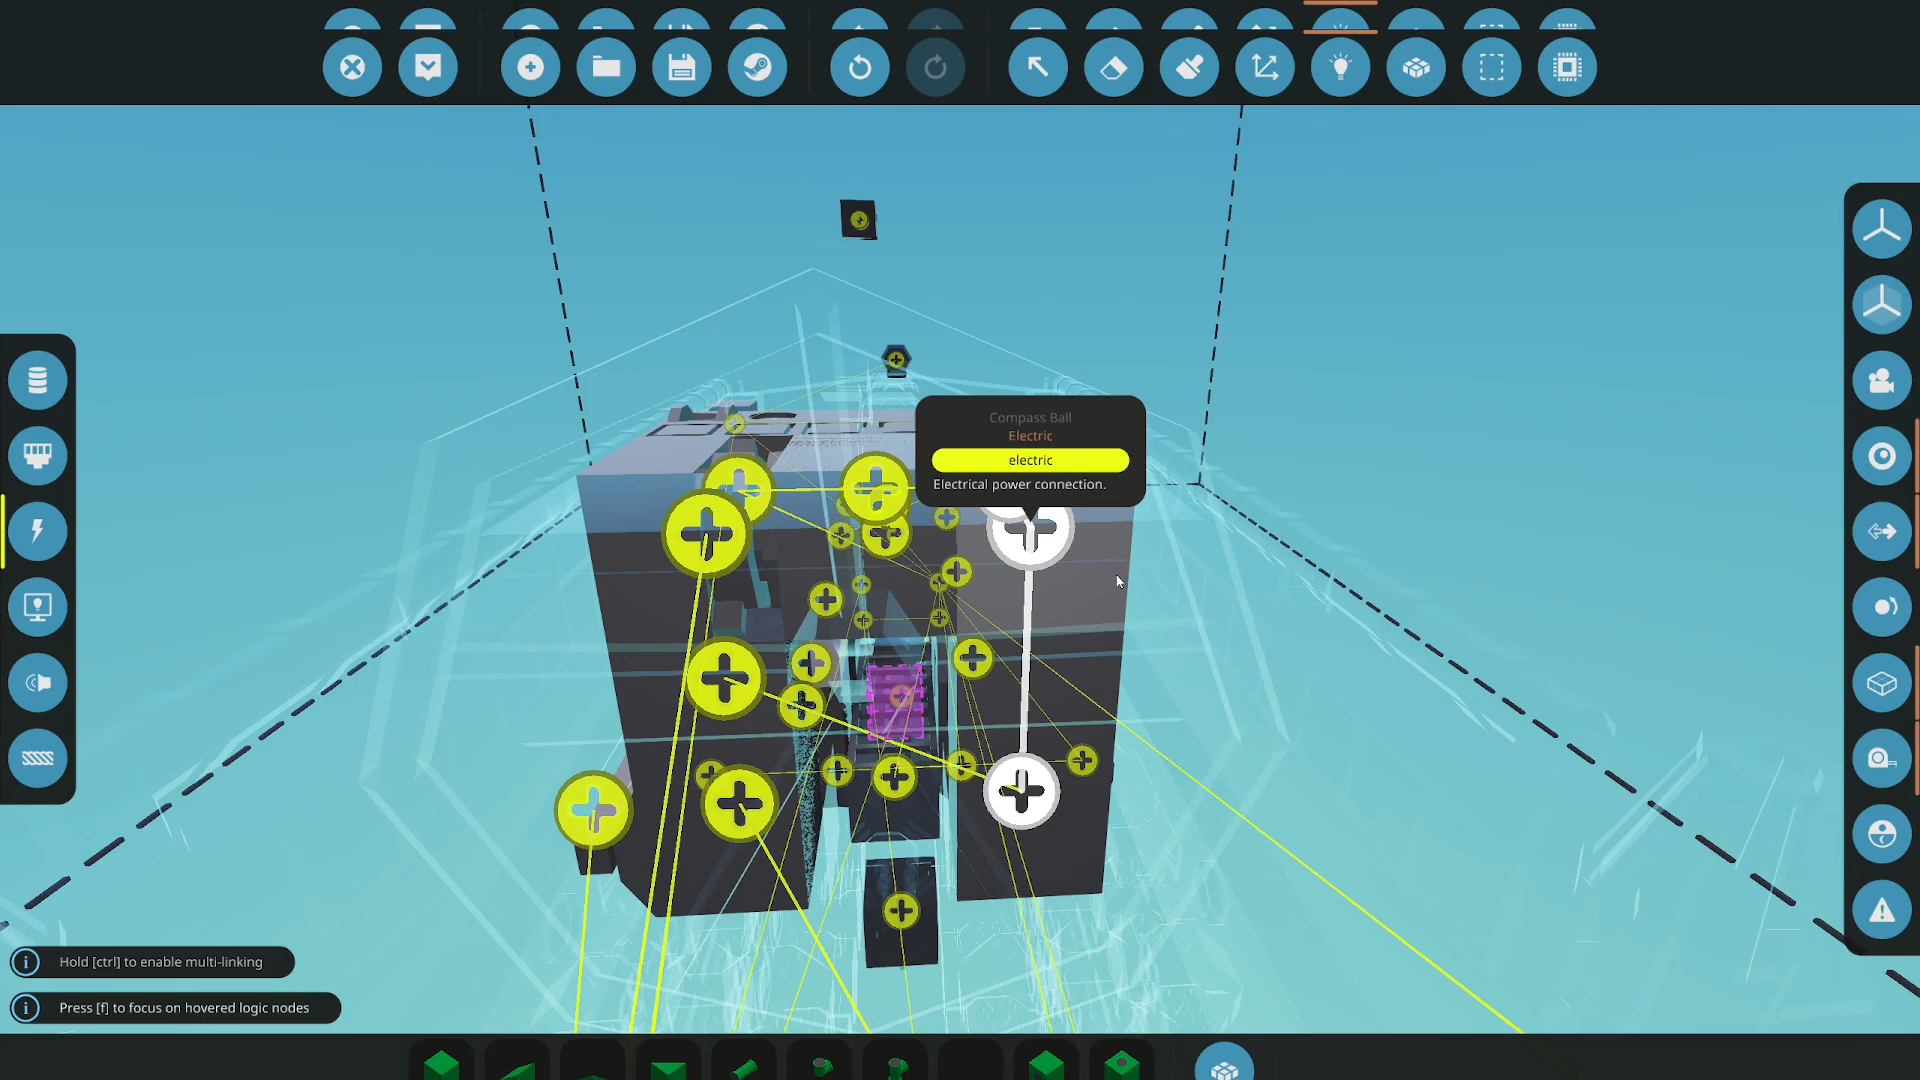 Compass Ball
Electric
electric
Electrical power connection.
Hold [ctrl] to enable multi-linking
Press [f] to focus on hovered logic nodes